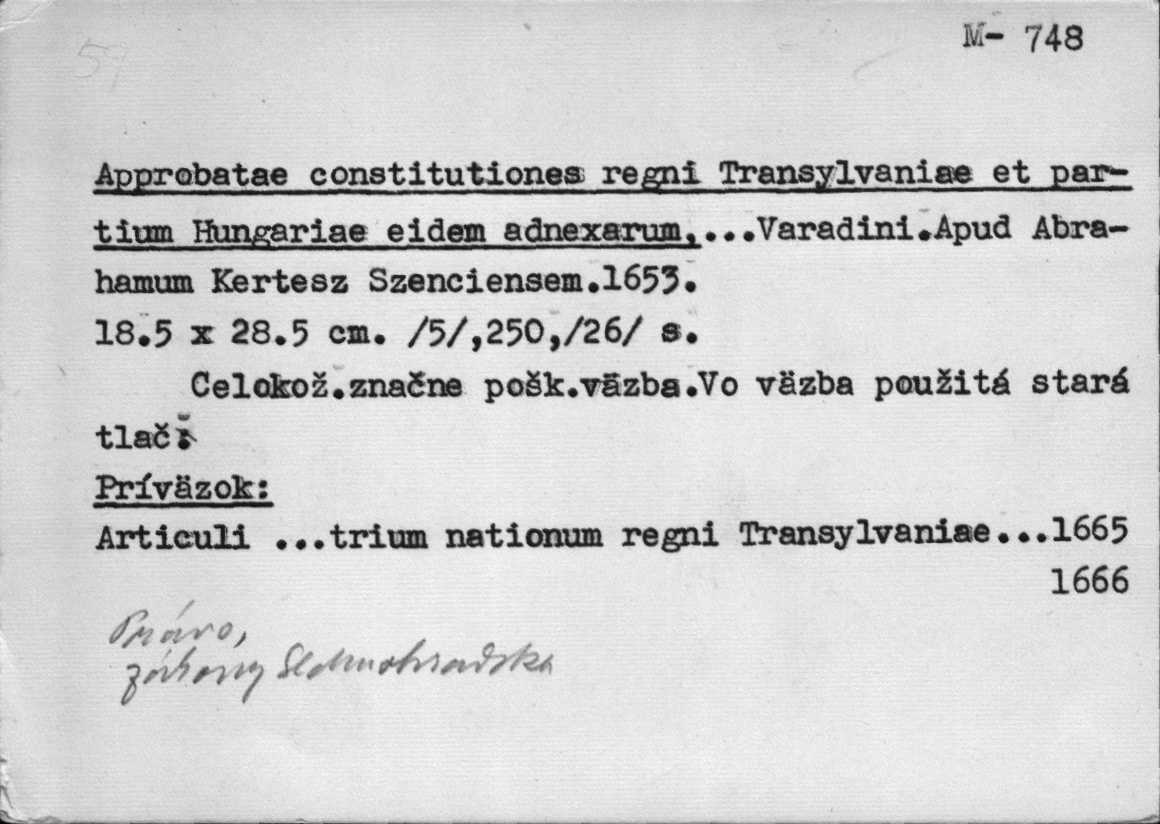 M- 748
Approbatae constitutiones regni Transylvaniae et par-
tium Hungariae eidem adnexarum,...Varadini.Apud Abra-
hamum Kertesz Szenciensem.1653.
18.5 x 28.5 cm. /5/,250,/26/ s.
Celokož.značne pošk.väzba.Vo väzba použitá stará
tlač.
Príväzok:
Articuli ...trium nationum regni Transylvaniae...1665
1666
Právo,
zákony Sedmohradska